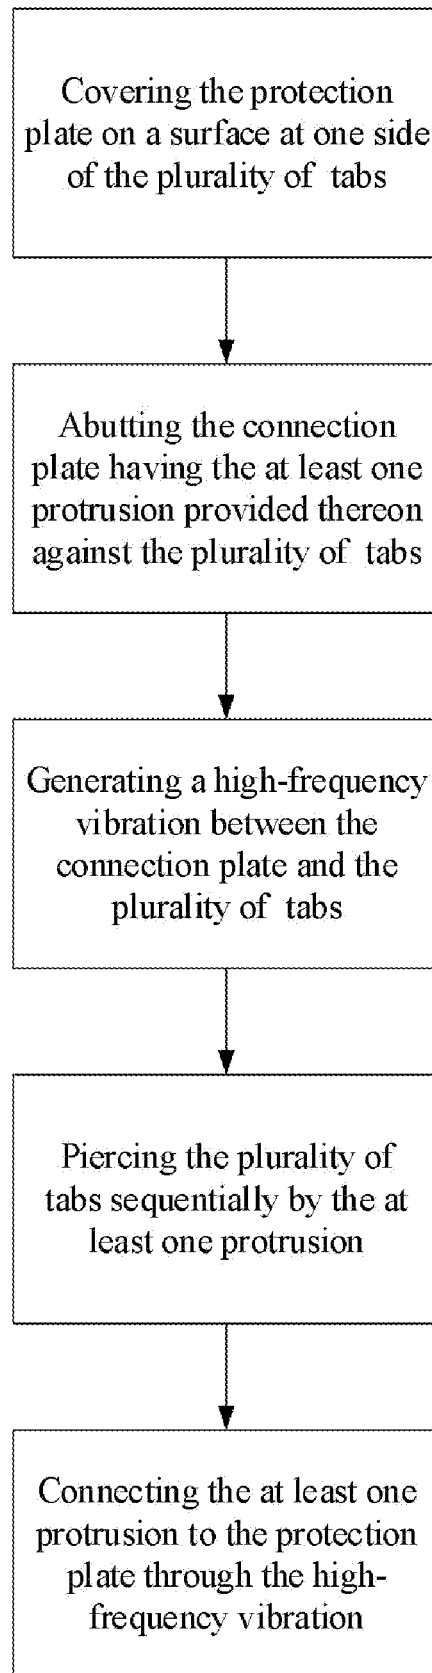 Covering the protection
plate on a surface at one side
of the plurality of tabs
Abutting the connection
plate having the at least one
protrusion provided thereon
against the plurality of tabs
Generating a high-frequency
vibration between the
connection plate and the
plurality of tabs
Piercing the plurality of
tabs sequentially by the at
least one protrusion
Connecting the at least one
protrusion to the protection
plate through the high-
frequency vibration